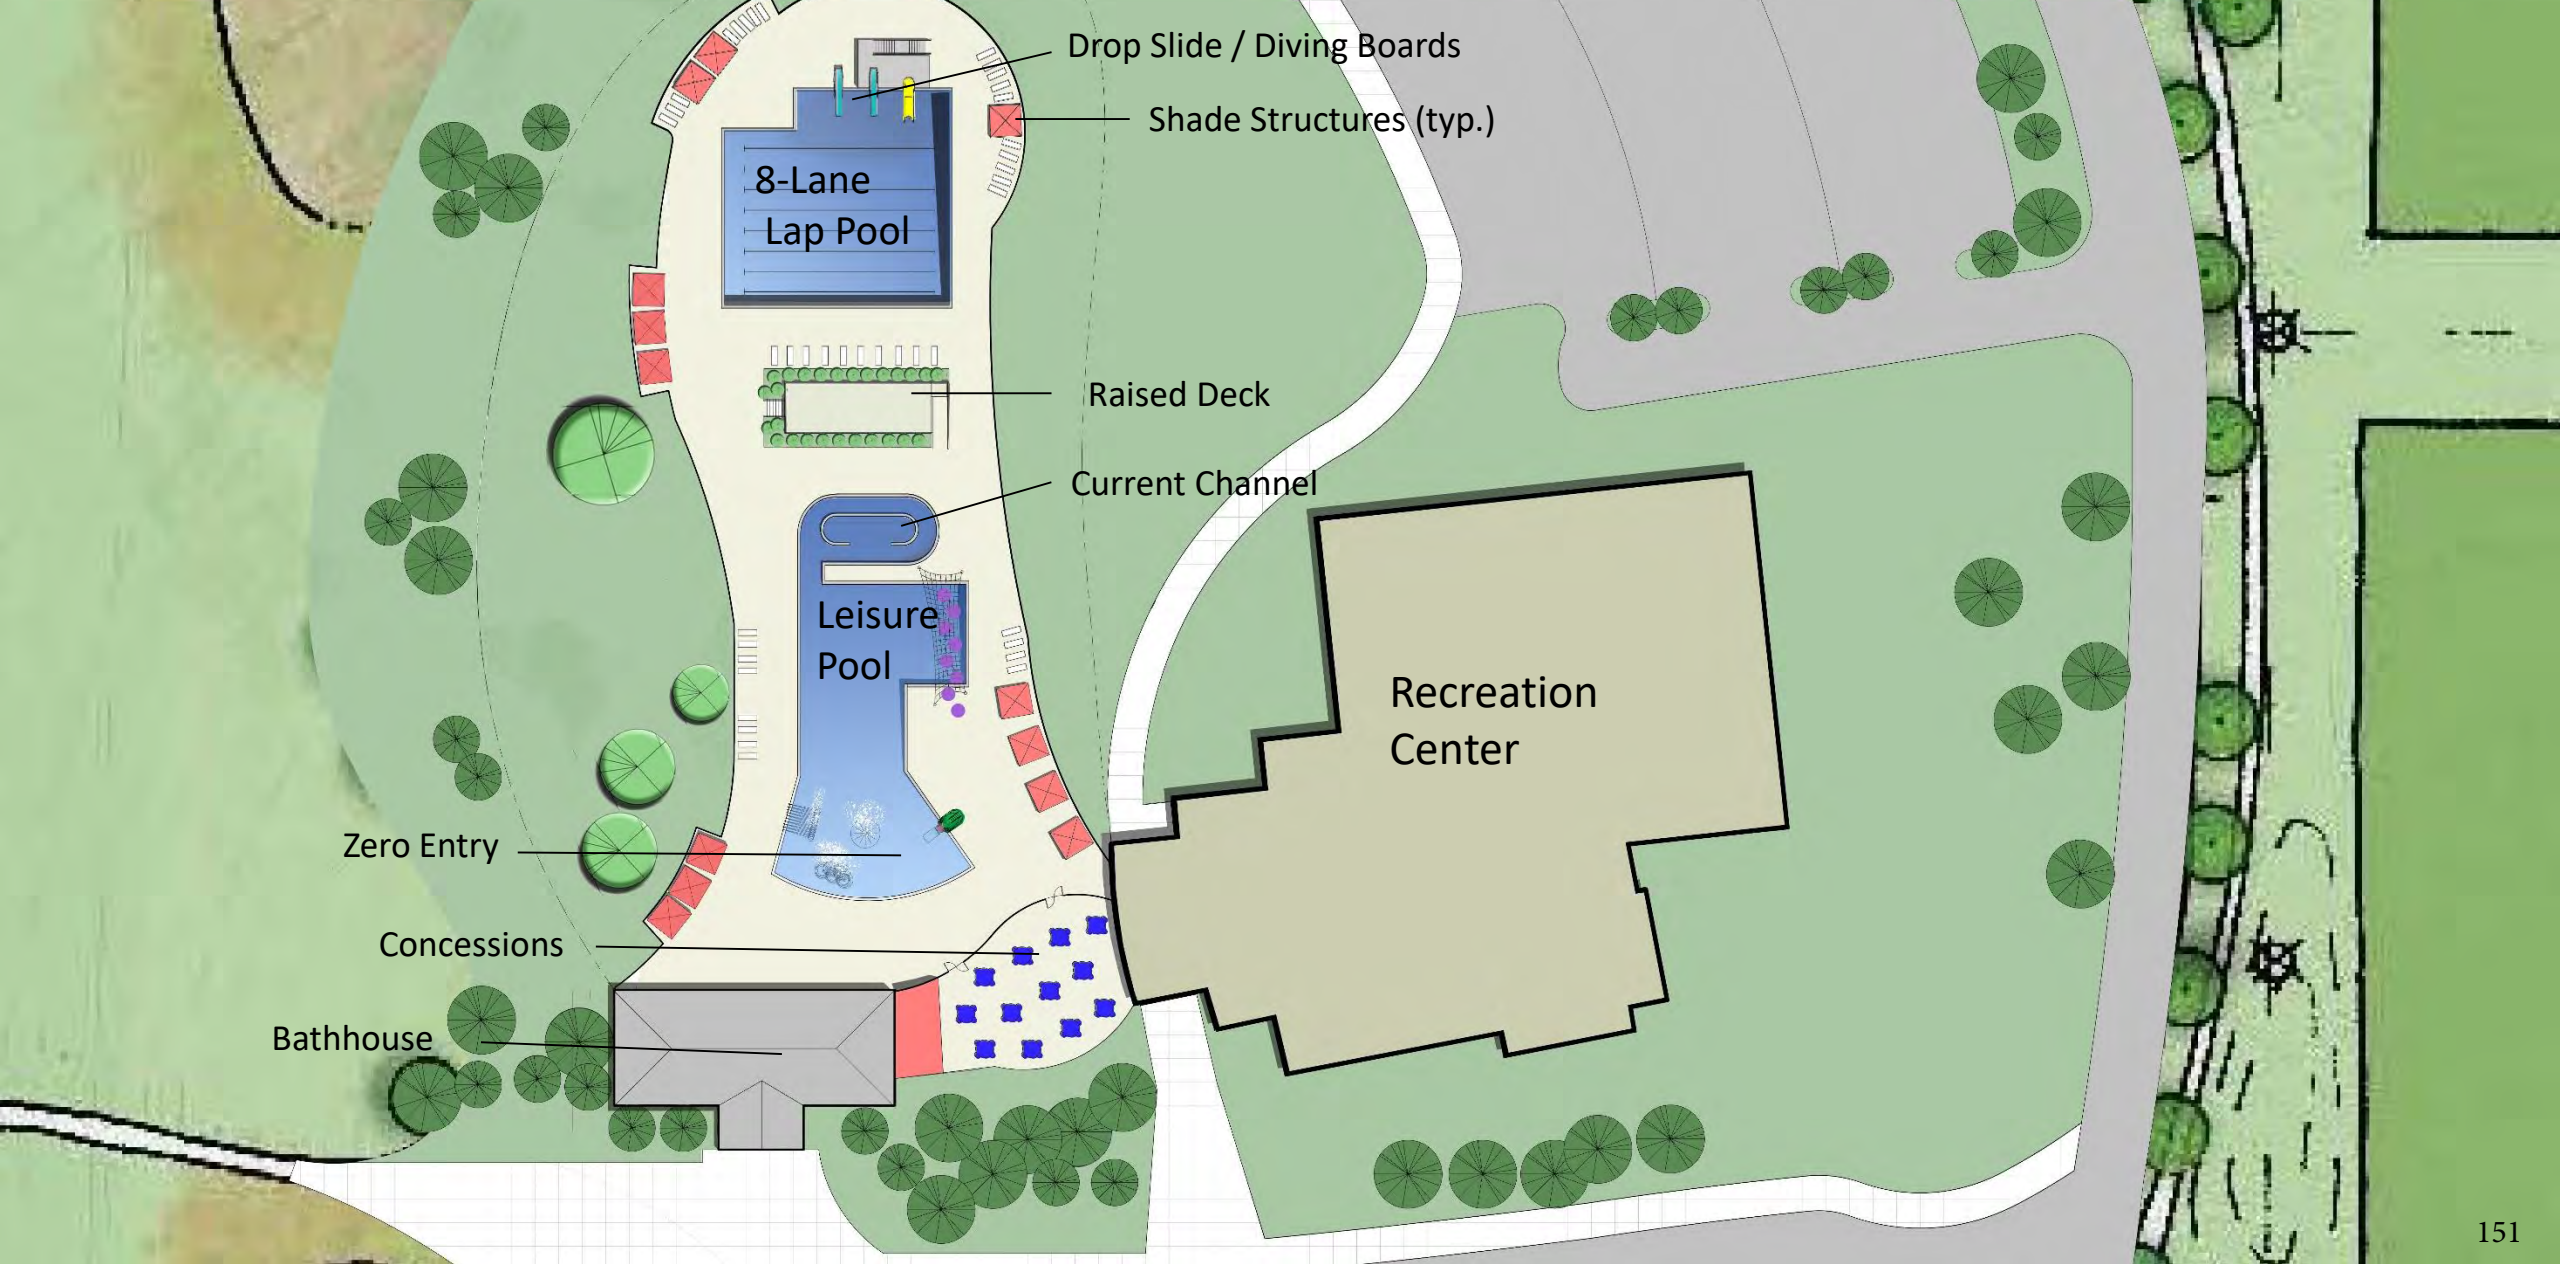 Drop Slide / Diving Boards
Shade Structures (typ.)
8-Lane
Lap Pool
Raised Deck
Current Channel
Leisure
Pool
Recreation
Center
Zero Entry
Concessions
Bathhouse
151